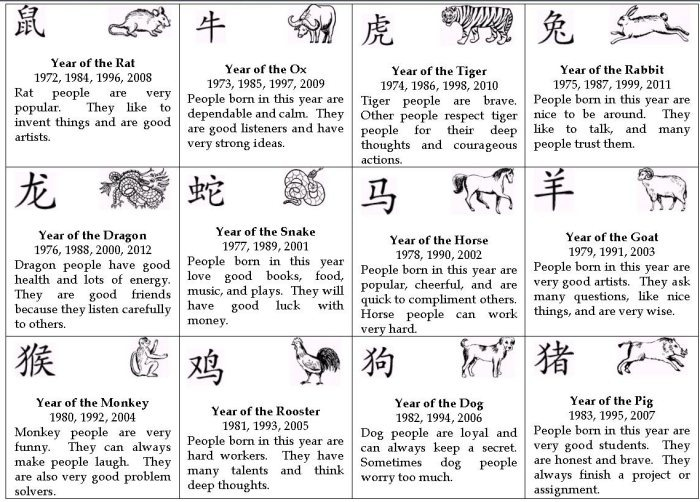 鼠
Year of the Rat
1972, 1984, 1996, 2008
Rat people are very
popular. They like to
invent things and are good
artists.
牛
Year of the Ox
1973, 1985, 1997, 2009
People born in this year are
dependable and calm. They
are good listeners and have
very strong ideas.
虎
Year of the Tiger
1974, 1986, 1998, 2010
Tiger people are brave.
Other people respect tiger
people for their deep
thoughts and courageous
actions.
兔
Year of the Rabbit
1975, 1987, 1999, 2011
People born in this year are
nice to be around. They
like to talk, and many
people trust them.
龙
Year of the Dragon
1976, 1988, 2000, 2012
Dragon people have good
health and lots of energy.
They are good friends
because they listen carefully
to others.
蛇
Year of the Snake
1977, 1989, 2001
People born in this year
love good books, food,
music, and plays. They will
have good luck with
money.
马
Year of the Horse
1978, 1990, 2002
People born in this year are
popular, cheerful, and are
quick to compliment others.
Horse people can work
very hard.
羊
Year of the Goat
1979, 1991, 2003
People born in this year are
very good artists. They ask
many questions, like nice
things, and are very wise.
猴
Year of the Monkey
1980, 1992, 2004
Monkey people are very
funny. They can always
make people laugh. They
are also very good problem
solvers.
鸡
Year of the Rooster
1981, 1993, 2005
People born in this year are
hard workers. They have
many talents and think
deep thoughts.
狗
Year of the Dog
1982, 1994, 2006
Dog people are loyal and
can always keep a secret.
Sometimes dog people
worry too much.
猪
Year of the Pig
1983, 1995, 2007
People born in this year are
very good students. They
are honest and brave. They
always finish a project or
assignment.